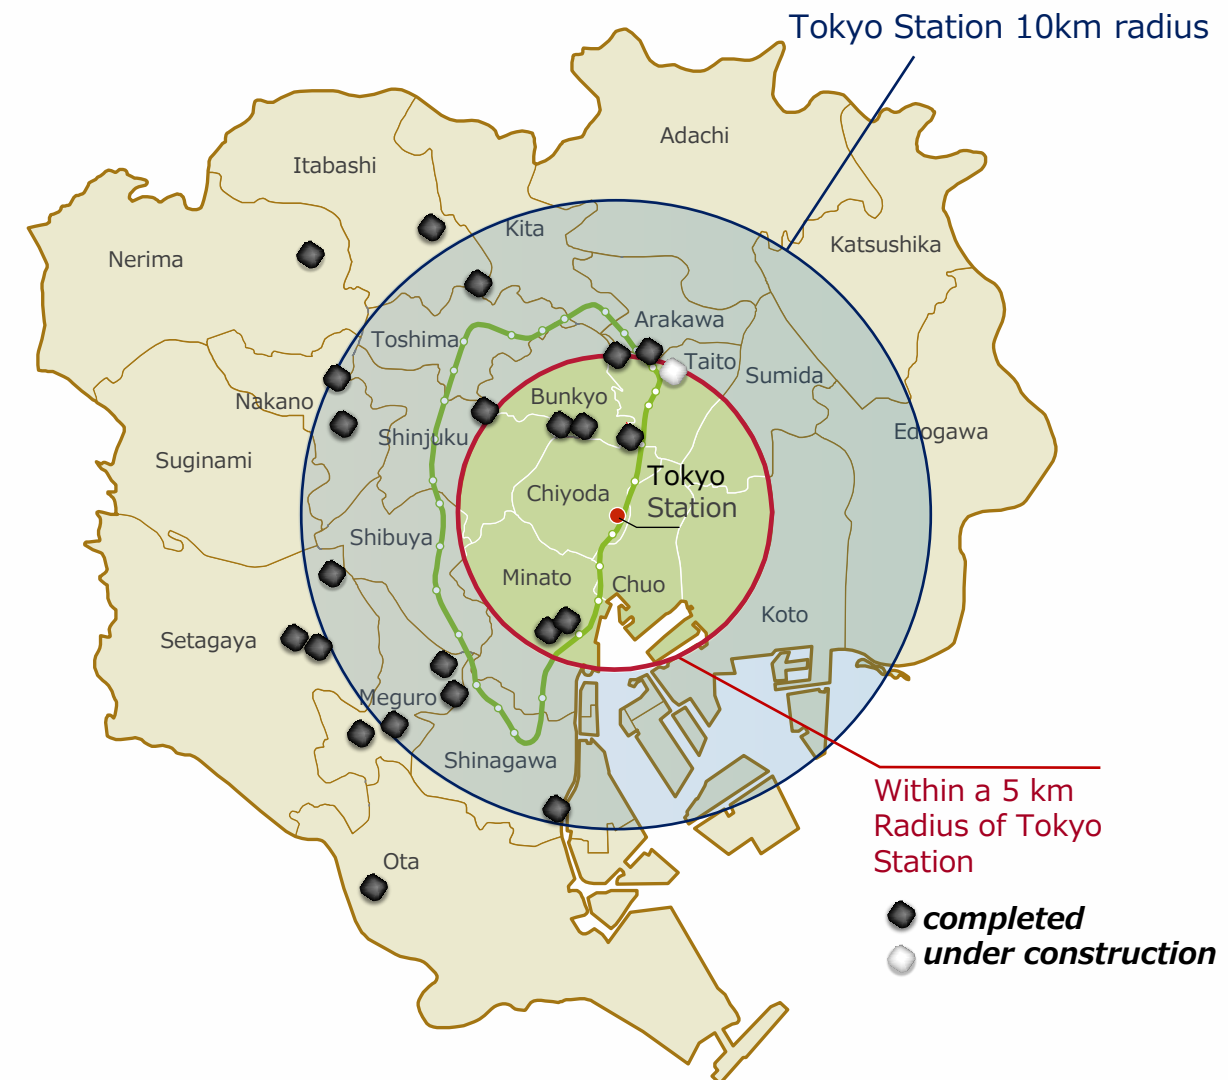 Tokyo Station 10km radius
Adachi
Itabashi
Kita
Katsushika
Nerima
Arakawa
Toshima
Taito
Sumida
Bunkyo
Nakano
Edogawa
Shinjuku
Suginami
Tokyo
Station
Chiyoda
Shibuya
Minato
Chuo
Koto
Setagaya
Meguro
Shinagawa
Within a 5 km
Radius of Tokyo
Station
Ota
completed
under construction